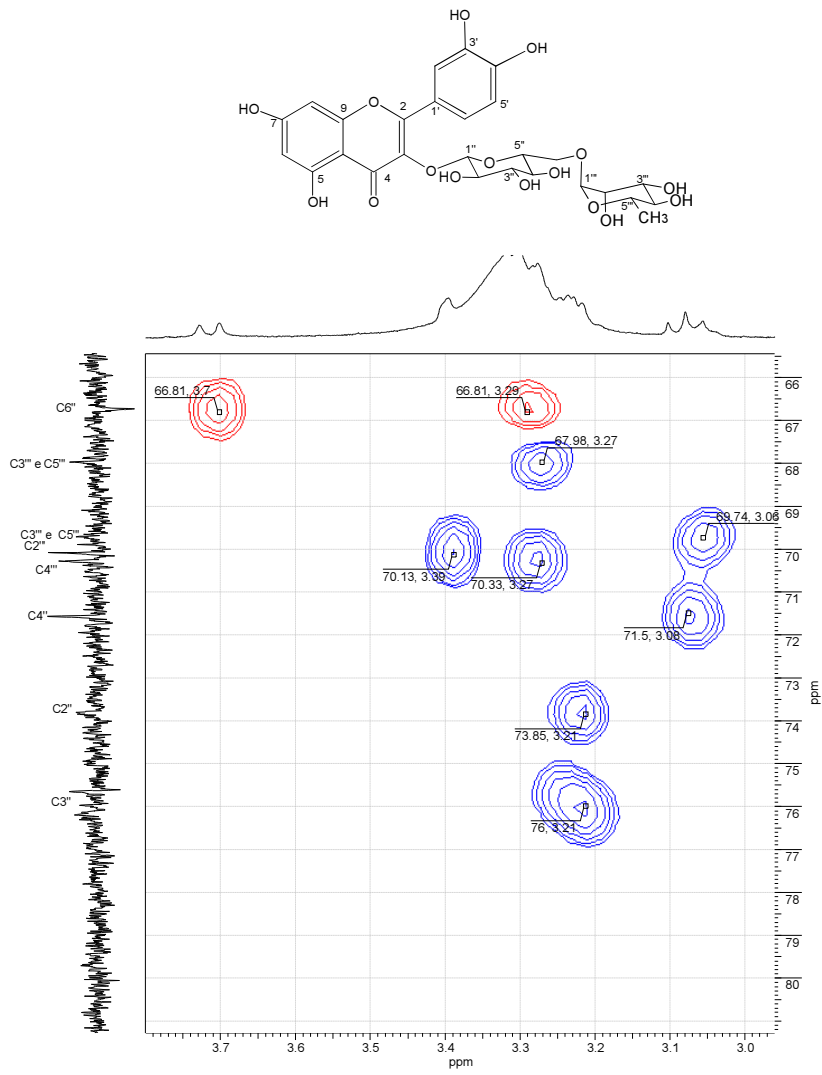 HO
3'
OH
HO
7
9
O
2
1'
5'
5
4
OH
O
O
1''
O
5''
O
HO
3''
OH
OH
1'''
O
3'''
OH
5'''
OH
OH
CH3
66.81, 3.7
66.81, 3.29
67.98, 3.27
69.74, 3.06
70.13, 3.39
70.33, 3.27
71.5, 3.08
73.85, 3.21
76, 3.21
C6''
C3''' e C5'''
C3''' e C5'''
C2'''
C4'''
C4''
C2''
C3''
66
67
68
69
70
71
72
73
74
75
76
77
78
79
80
ppm
3.7 3.6 3.5 3.4 3.3 3.2 3.1 3.0
ppm